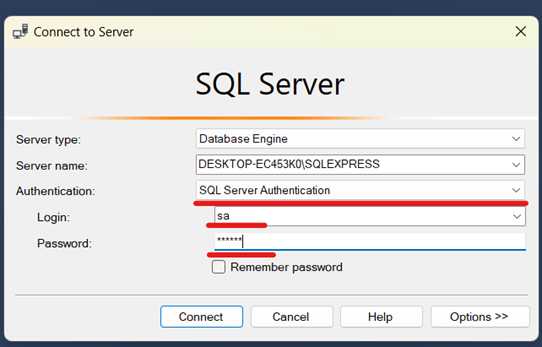 Connect to Server
SQL Server
Server type: Database Engine
Server name: DESKTOP-EC453K0\SQLEXPRESS
Authentication: SQL Server Authentication
Login: sa
Password: ******
Remember password
Connect Cancel Help Options >>